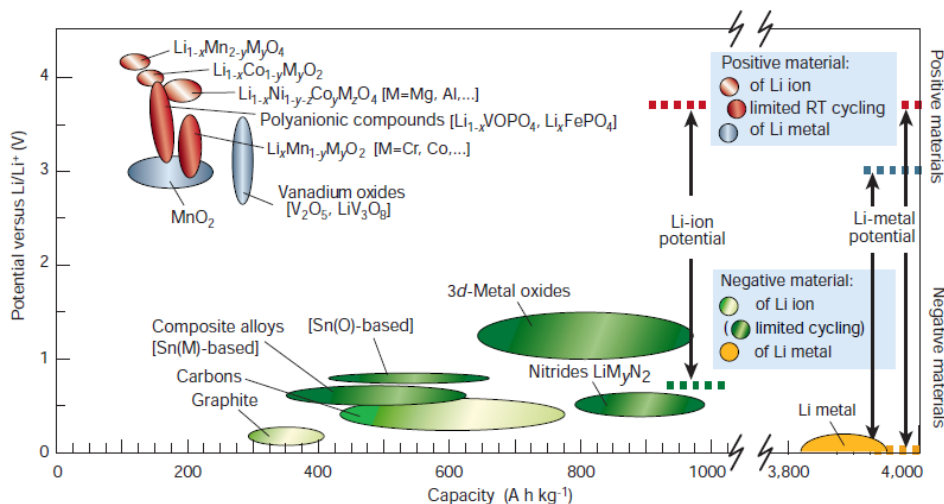 Li1-xMn2-yMyO4
Li1-xCo1-yMyO2
Li1-xNi1-y-zCoyMzO4 [M=Mg, Al,...]
Polyanionic compounds [Li1-xVOPO4, LixFePO4]
LixMn1-yMyO2 [M=Cr, Co,...]
Vanadium oxides
[V2O5, LiV3O8]
MnO2
Positive material:
of Li ion
limited RT cycling
of Li metal
Positive materials
Li-ion
potential
Li-metal
potential
Negative material:
of Li ion
( limited cycling)
of Li metal
Negative materials
3d-Metal oxides
Composite alloys
[Sn(M)-based]
[Sn(O)-based]
Carbons
Graphite
Nitrides LiMyN2
Li metal
Potential versus Li/Li+ (V)
4
3
2
1
0
0 200 400 600 800 1000 3,800 4,000
Capacity (A h kg-1)